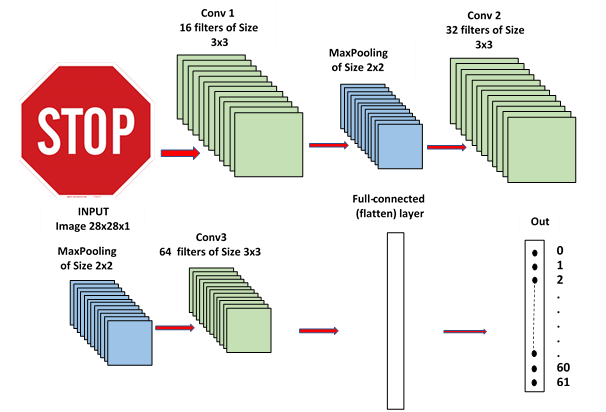 Conv 1
16 filters of Size
3x3
Conv 2
32 filters of Size
3x3
MaxPooling
of Size 2x2
STOP
INPUT
Image 28x28x1
Full-connected
(flatten) layer
Out
MaxPooling
of Size 2x2
Conv3
64 filters of Size 3x3
0
1
2
.
.
.
.
.
60
61